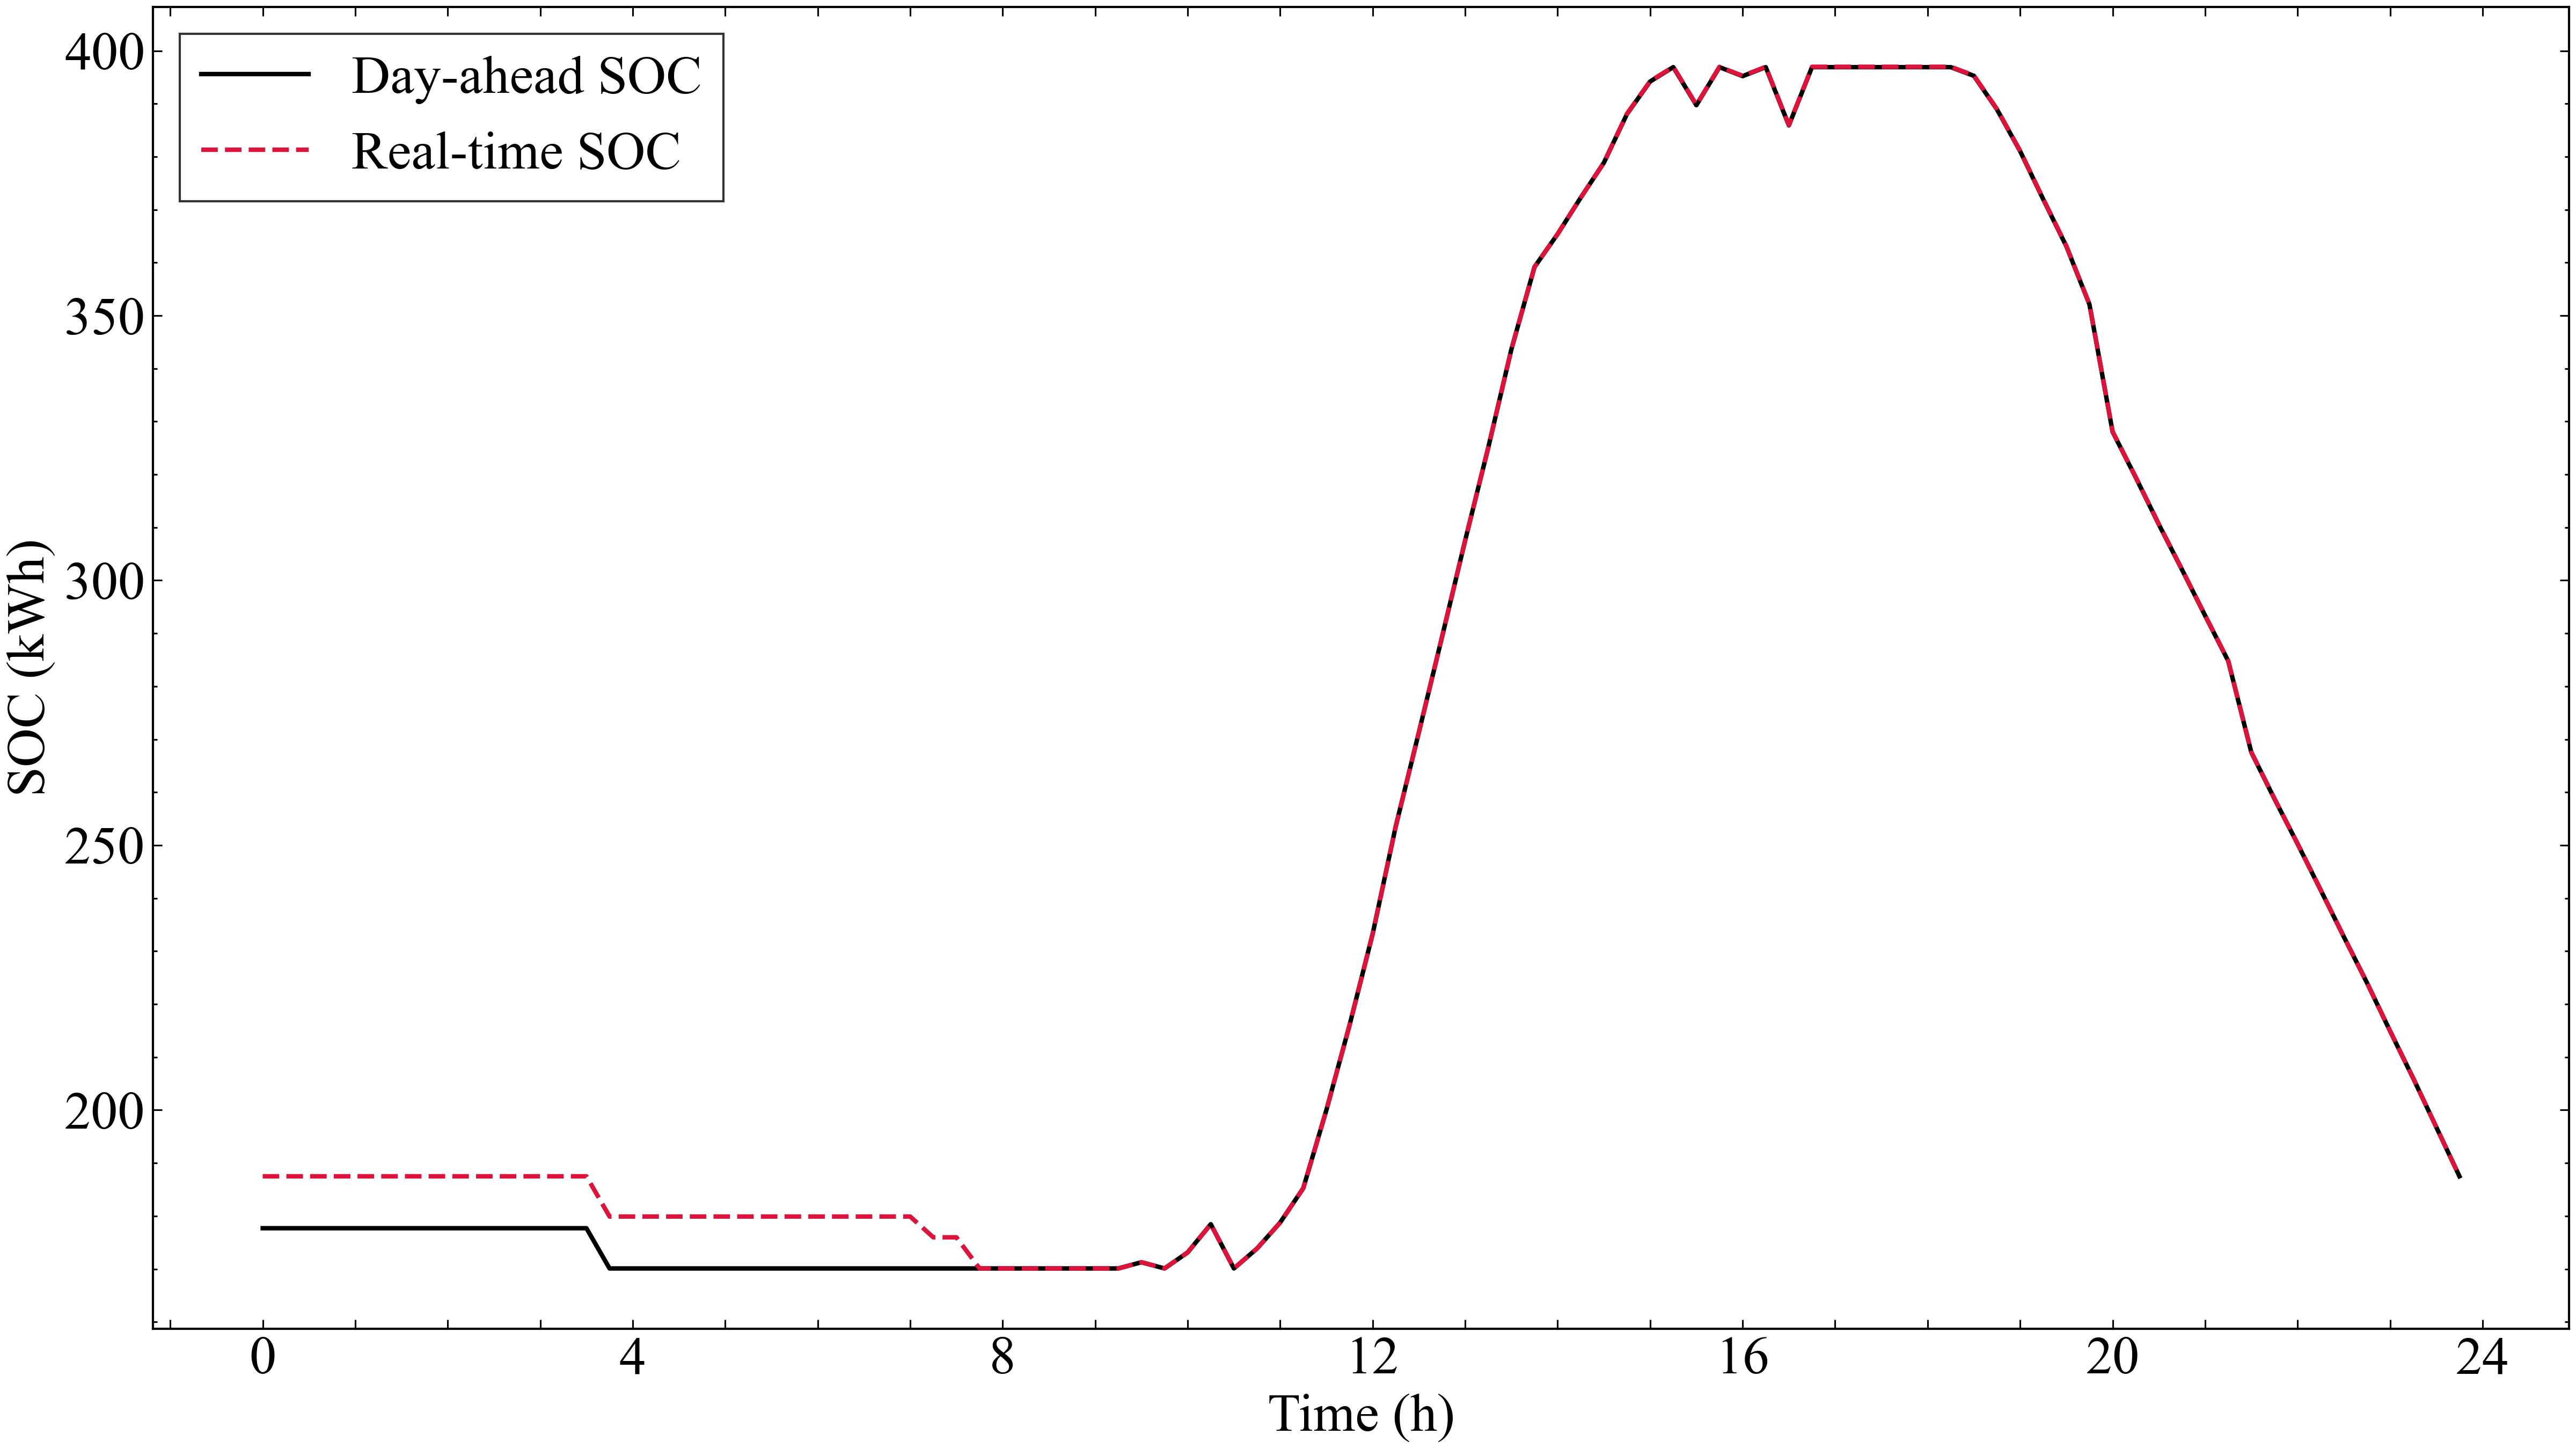 Day-ahead SOC
Real-time SOC
400
350
300
250
200
SOC (kWh)
0 4 8 12 16 20 24
Time (h)